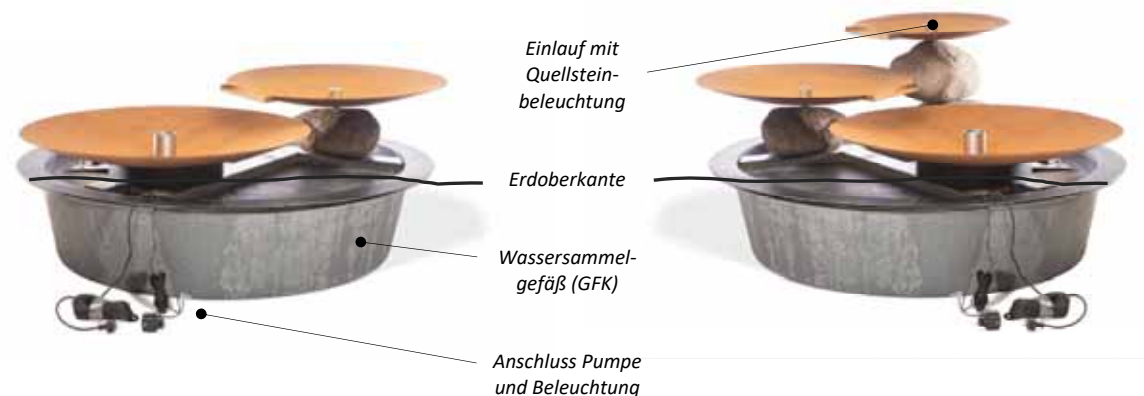 Einlauf mit
Quellstein-
beleuchtung
Erdoberkante
Wassersammel-
gefäß (GFK)
Anschluss Pumpe
und Beleuchtung